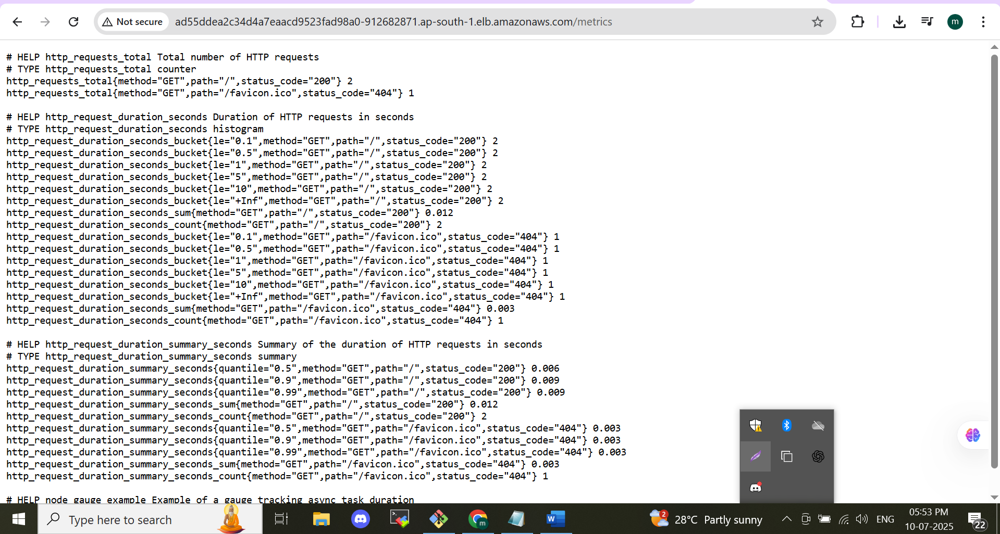 Not secure
ad55ddea2c34d4a7eaacd9523fad98a0-912682871.ap-south-1.elb.amazonaws.com/metrics
m
# HELP http_requests_total Total number of HTTP requests
# TYPE http_requests_total counter
http_requests_total{method="GET",path="/",status_code="200"} 2
http_requests_total{method="GET",path="/favicon.ico",status_code="404"} 1
# HELP http_request_duration_seconds Duration of HTTP requests in seconds
# TYPE http_request_duration_seconds histogram
http_request_duration_seconds_bucket{le="0.1",method="GET",path="/",status_code="200"} 2
http_request_duration_seconds_bucket{le="0.5",method="GET",path="/",status_code="200"} 2
http_request_duration_seconds_bucket{le="1",method="GET",path="/",status_code="200"} 2
http_request_duration_seconds_bucket{le="5",method="GET",path="/",status_code="200"} 2
http_request_duration_seconds_bucket{le="10",method="GET",path="/",status_code="200"} 2
http_request_duration_seconds_bucket{le="+Inf",method="GET",path="/",status_code="200"} 2
http_request_duration_seconds_sum{method="GET",path="/",status_code="200"} 0.012
http_request_duration_seconds_count{method="GET",path="/",status_code="200"} 2
http_request_duration_seconds_bucket{le="0.1",method="GET",path="/favicon.ico",status_code="404"} 1
http_request_duration_seconds_bucket{le="0.5",method="GET",path="/favicon.ico",status_code="404"} 1
http_request_duration_seconds_bucket{le="1",method="GET",path="/favicon.ico",status_code="404"} 1
http_request_duration_seconds_bucket{le="5",method="GET",path="/favicon.ico",status_code="404"} 1
http_request_duration_seconds_bucket{le="10",method="GET",path="/favicon.ico",status_code="404"} 1
http_request_duration_seconds_bucket{le="+Inf",method="GET",path="/favicon.ico",status_code="404"} 1
http_request_duration_seconds_sum{method="GET",path="/favicon.ico",status_code="404"} 0.003
http_request_duration_seconds_count{method="GET",path="/favicon.ico",status_code="404"} 1
# HELP http_request_duration_summary_seconds Summary of the duration of HTTP requests in seconds
# TYPE http_request_duration_summary_seconds summary
http_request_duration_summary_seconds{quantile="0.5",method="GET",path="/",status_code="200"} 0.006
http_request_duration_summary_seconds{quantile="0.9",method="GET",path="/",status_code="200"} 0.009
http_request_duration_summary_seconds{quantile="0.99",method="GET",path="/",status_code="200"} 0.009
http_request_duration_summary_seconds_sum{method="GET",path="/",status_code="200"} 0.012
http_request_duration_summary_seconds_count{method="GET",path="/",status_code="200"} 2
http_request_duration_summary_seconds{quantile="0.5",method="GET",path="/favicon.ico",status_code="404"} 0.003
http_request_duration_summary_seconds{quantile="0.9",method="GET",path="/favicon.ico",status_code="404"} 0.003
http_request_duration_summary_seconds{quantile="0.99",method="GET",path="/favicon.ico",status_code="404"} 0.003
http_request_duration_summary_seconds_sum{method="GET",path="/favicon.ico",status_code="404"} 0.003
http_request_duration_summary_seconds_count{method="GET",path="/favicon.ico",status_code="404"} 1
# HELP node_gauge_example Example of a gauge tracking async task duration
Type here to search
m
W
2
28°C Partly sunny
ENG
05:53 PM
10-07-2025
22